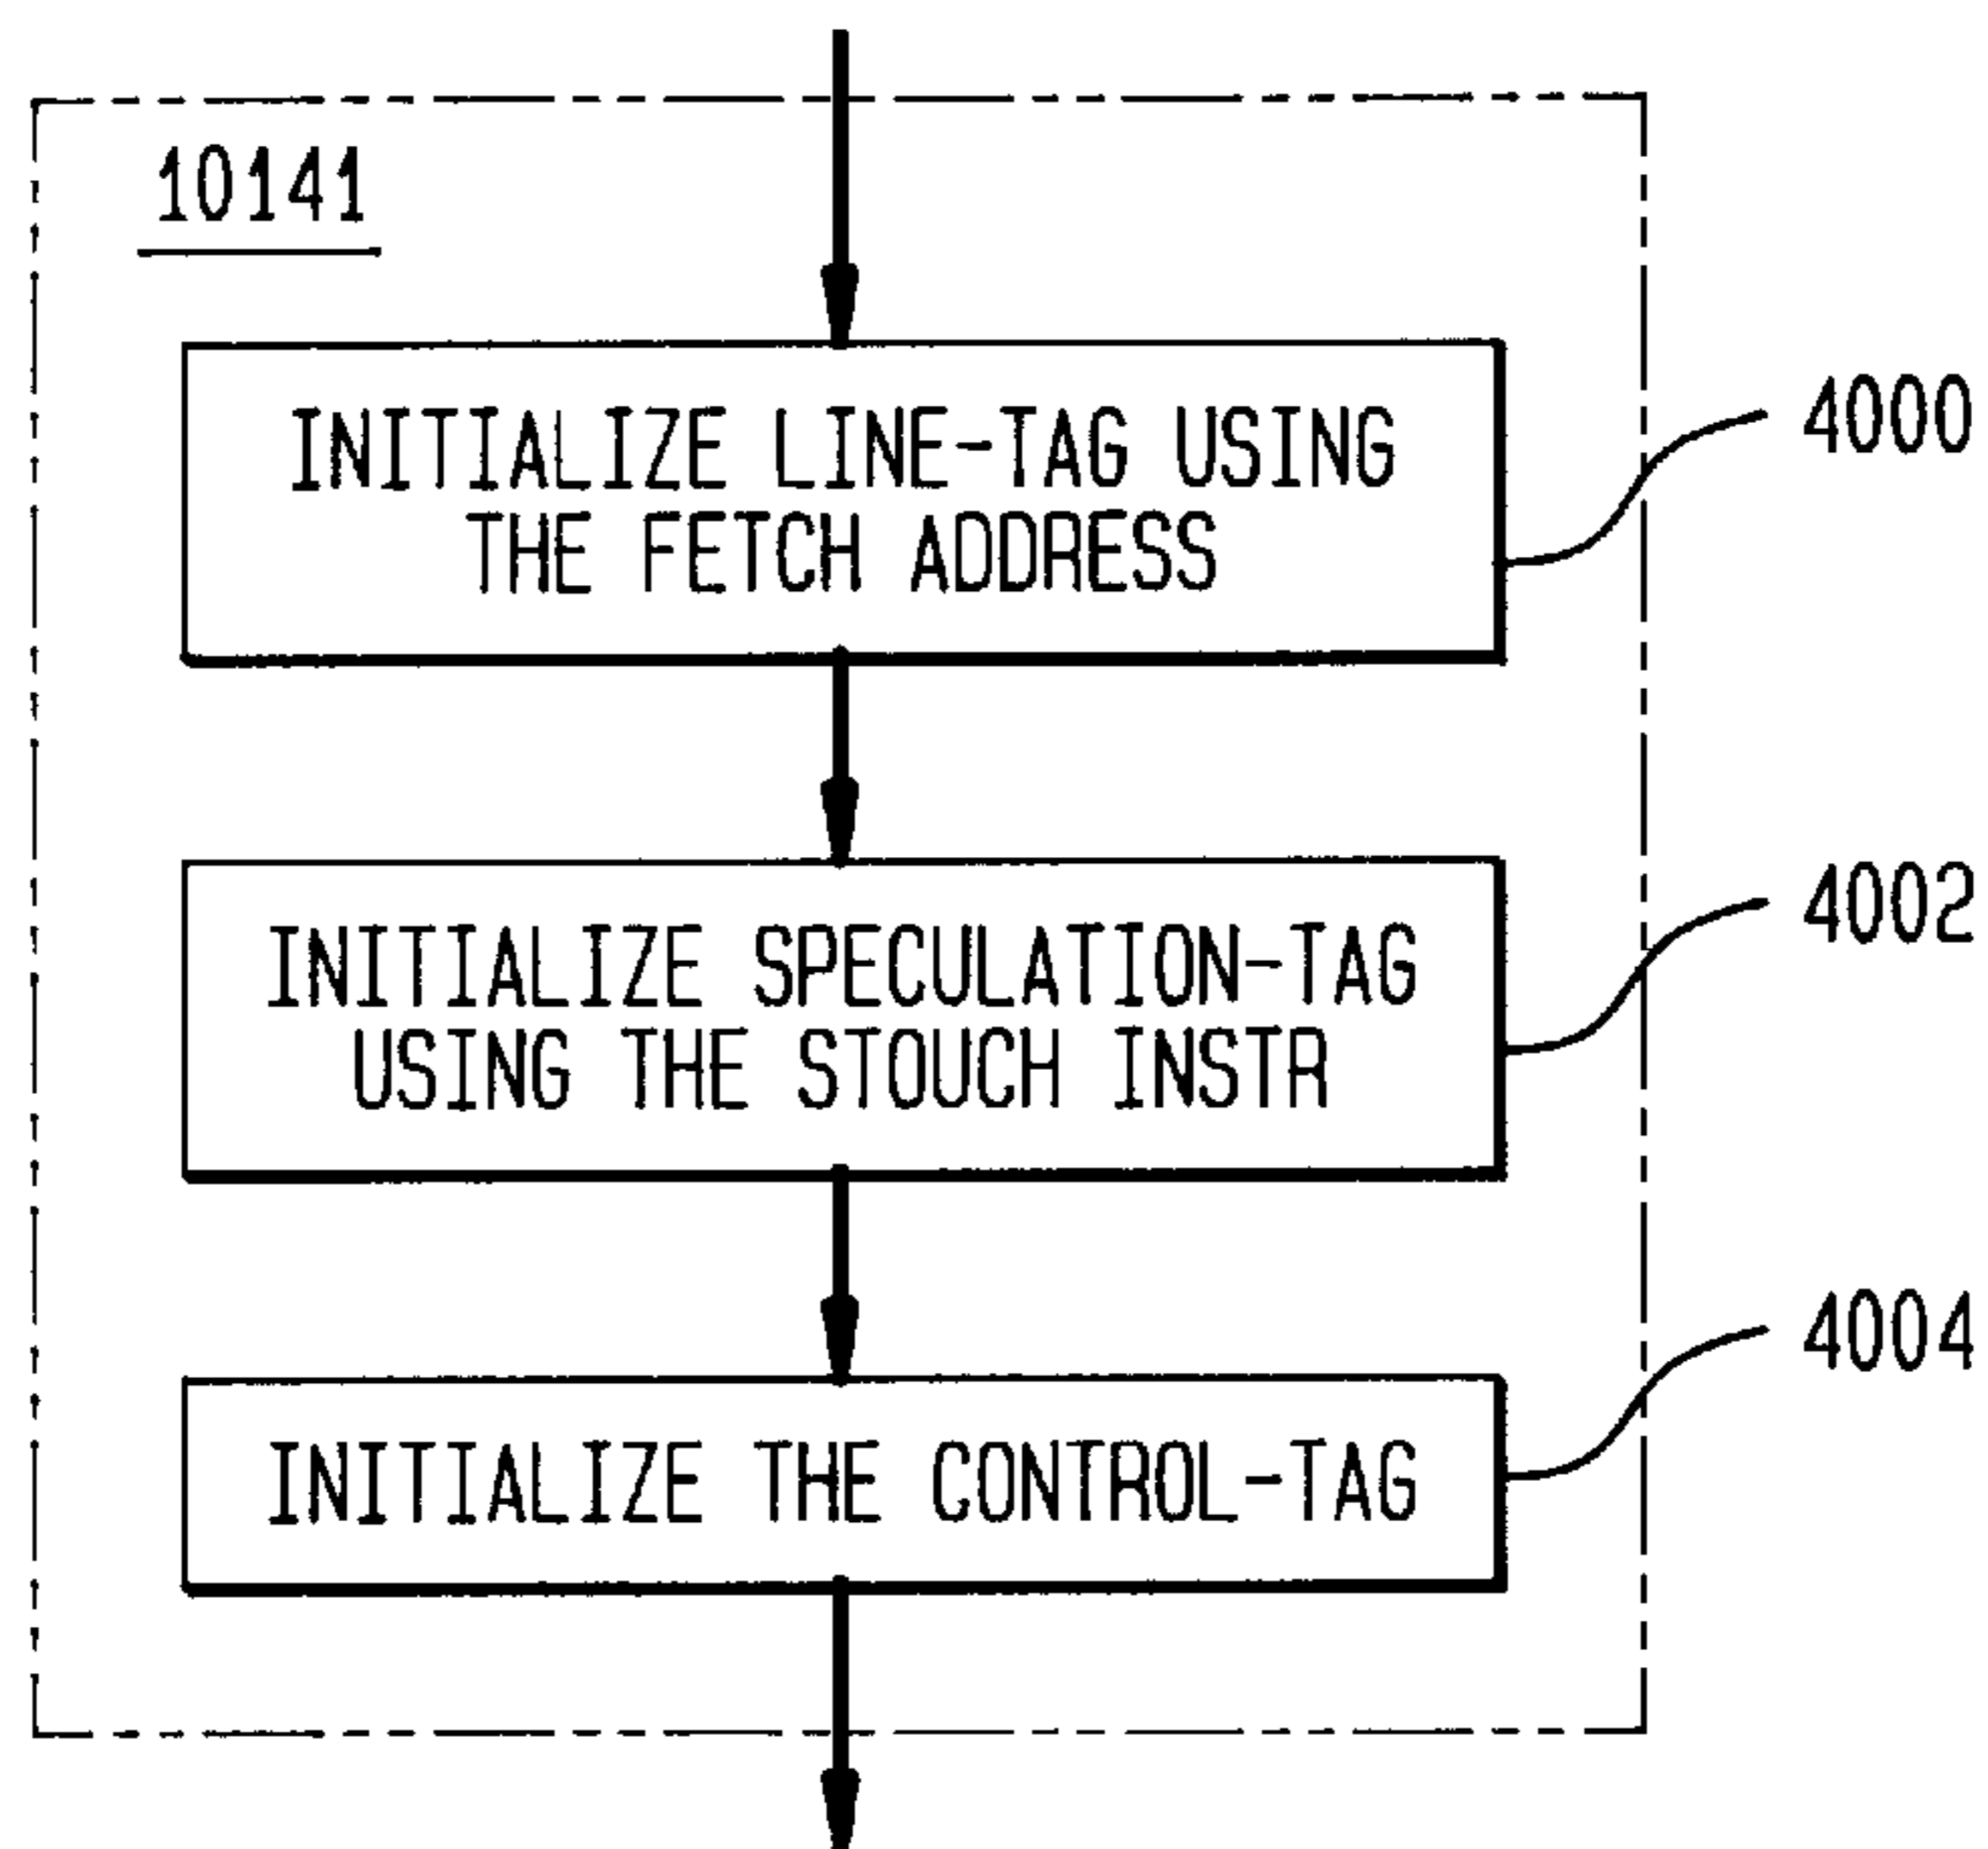 10141
INITIALIZE LINE-TAG USING
THE FETCH ADDRESS
4000
INITIALIZE SPECULATION-TAG
USING THE STOUCH INSTR
4002
INITIALIZE THE CONTROL-TAG
4004